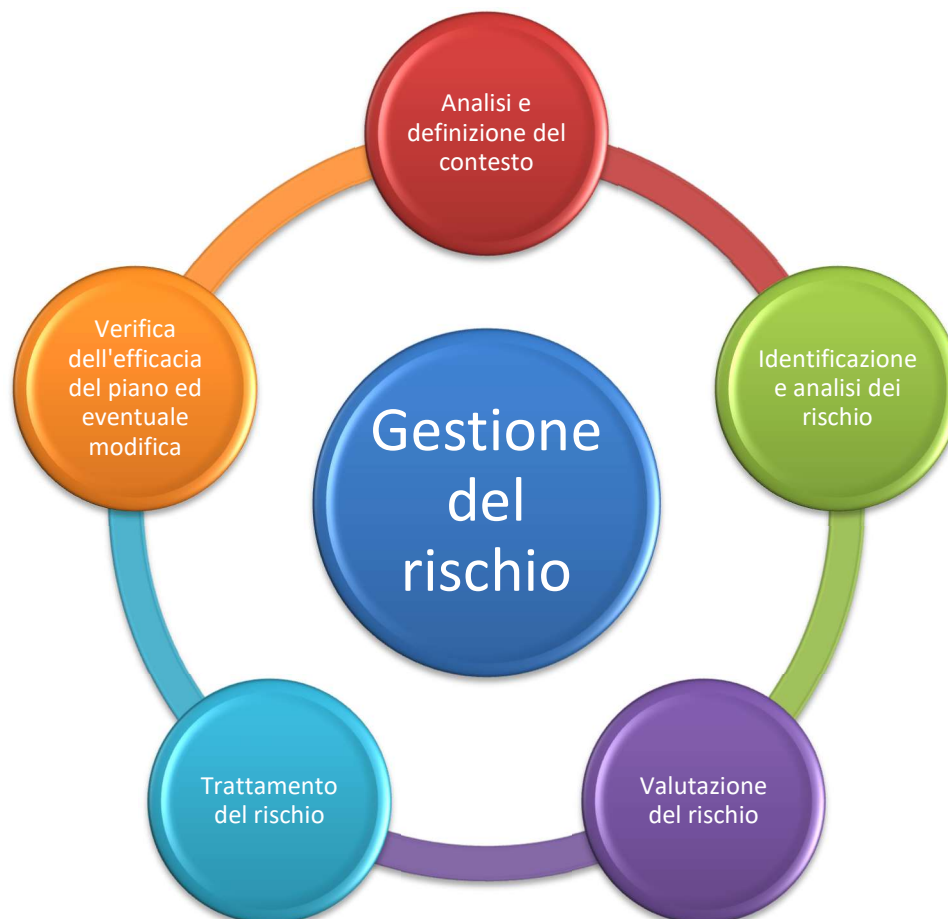 Analisi e
definizione del
contesto
Identificazione
e analisi dei
rischio
Valutazione
del rischio
Trattamento
del rischio
Verifica
dell'efficacia
del piano ed
eventuale
modifica
Gestione
del
rischio